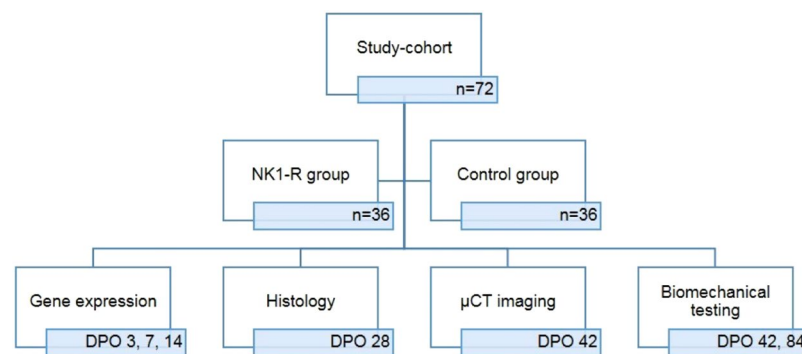 Study-cohort
n=72
NK1-R group
n=36
Control group
n=36
Gene expression
DPO 3, 7, 14
Histology
DPO 28
µCT imaging
DPO 42
Biomechanical
testing
DPO 42, 84